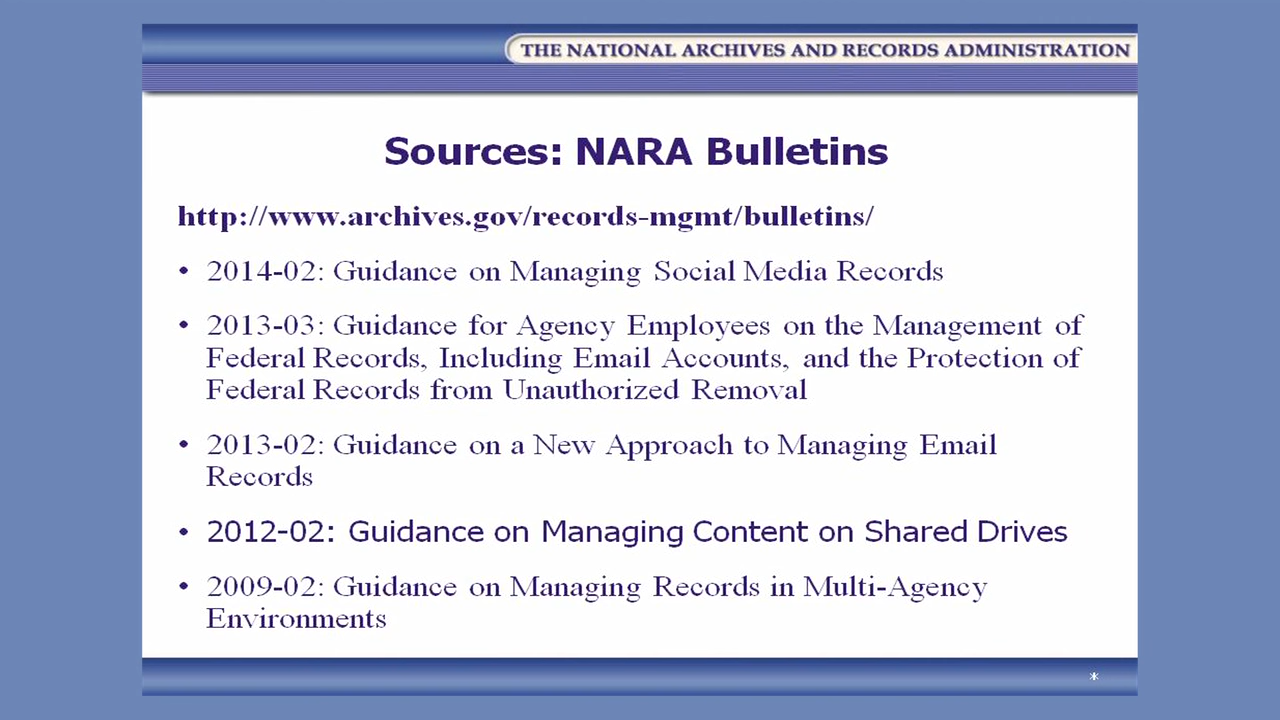 THE NATIONAL ARCHIVES AND RECORDS ADMINISTRATION
Sources: NARA Bulletins
http://www.archives.gov/records-mgmt/bulletins/
• 2014-02: Guidance on Managing Social Media Records
• 2013-03: Guidance for Agency Employees on the Management of
Federal Records, Including Email Accounts, and the Protection of
Federal Records from Unauthorized Removal
• 2013-02: Guidance on a New Approach to Managing Email
Records
• 2012-02: Guidance on Managing Content on Shared Drives
• 2009-02: Guidance on Managing Records in Multi-Agency
Environments
*